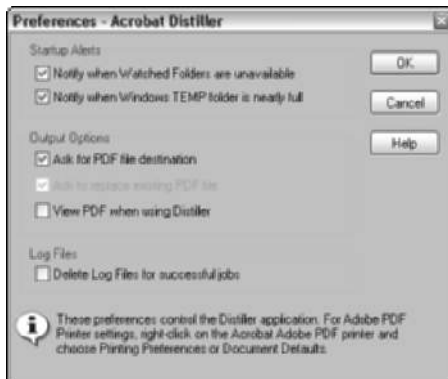 Preferences - Acrobat Distiller
Startup Alerts
Notify when Watched Folders are unavailable
Notify when Windows TEMP folder is nearly full
OK
Cancel
Help
Output Options
Ask for PDF file destination
Ask to replace existing PDF file
View PDF when using Distiller
Log Files
Delete Log Files for successful jobs
These preferences control the Distiller application. For Adobe PDF
Printer settings, right-click on the Acrobat Adobe PDF printer and
choose Printing Preferences or Document Defaults.